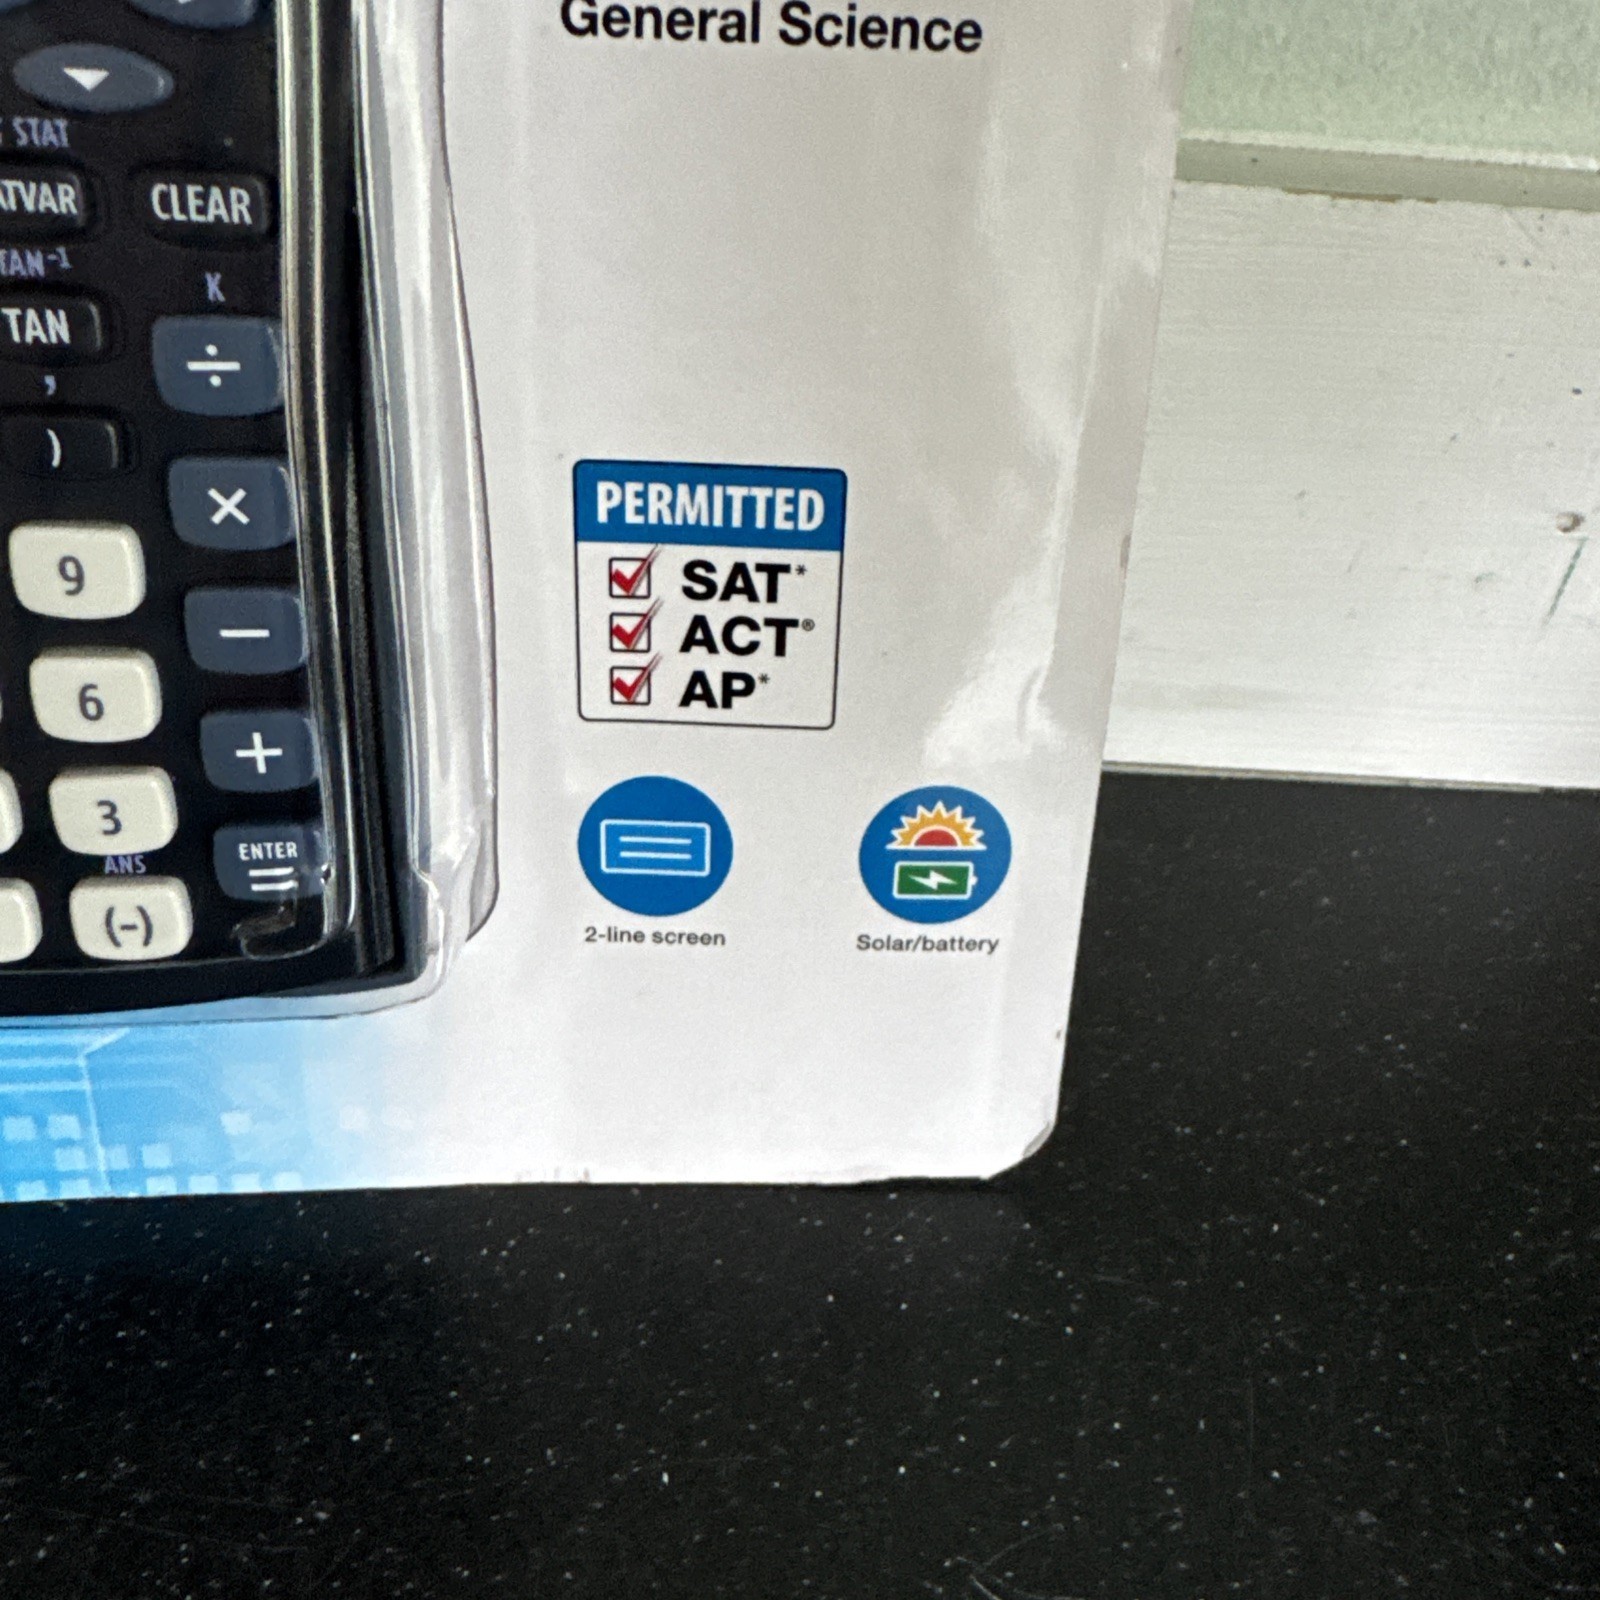 General Science
STAT
CLEAR
TAN⁻¹
K
TAN
÷
,
)
×
PERMITTED
SAT*
ACT®
AP*
9
−
6
+
3
ENTER
=
ANS
(-)
2-line screen
Solar/battery